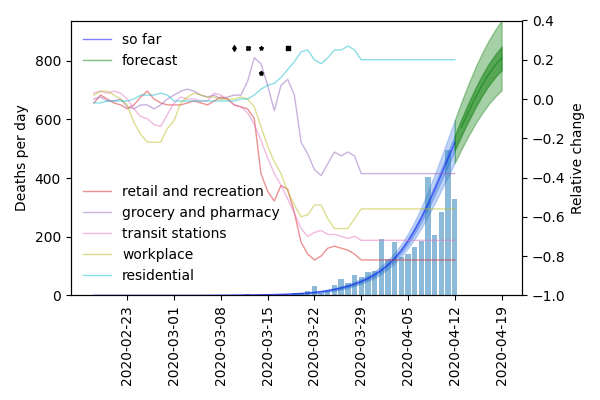 so far
forecast
retail and recreation
grocery and pharmacy
transit stations
workplace
residential
Deaths per day
0
200
400
600
800
Relative change
0.4
0.2
0.0
−0.2
−0.4
−0.6
−0.8
−1.0
2020-02-23
2020-03-01
2020-03-08
2020-03-15
2020-03-22
2020-03-29
2020-04-05
2020-04-12
2020-04-19